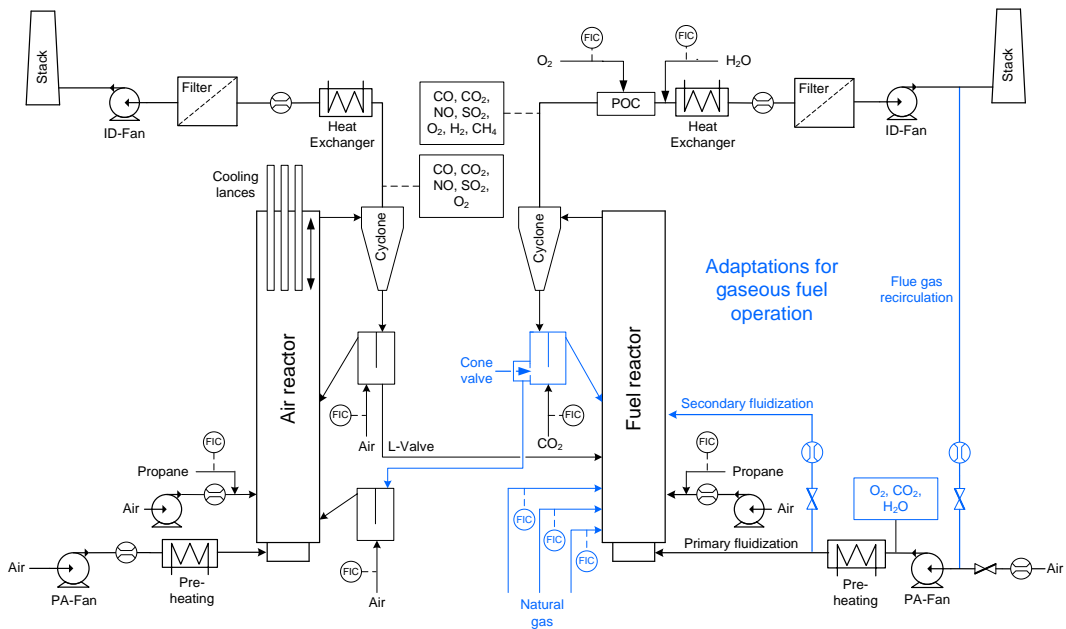 Stack
ID-Fan
Filter
Heat
Exchanger
CO, CO₂,
NO, SO₂,
O₂, H₂, CH₄
CO, CO₂,
NO, SO₂,
O₂
O₂
FIC
FIC
H₂O
POC
Heat
Exchanger
Filter
ID-Fan
Stack
Cooling
lances
Cyclone
Cyclone
Air reactor
Fuel reactor
Adaptations for
gaseous fuel
operation
Flue gas
recirculation
Cone
valve
FIC
Air
L-Valve
FIC
CO₂
Secondary fluidization
FIC
Propane
Air
FIC
Propane
Air
O₂, CO₂,
H₂O
FIC
FIC
FIC
Primary fluidization
Air
PA-Fan
Pre-
heating
FIC
Air
Natural
gas
Pre-
heating
PA-Fan
Air